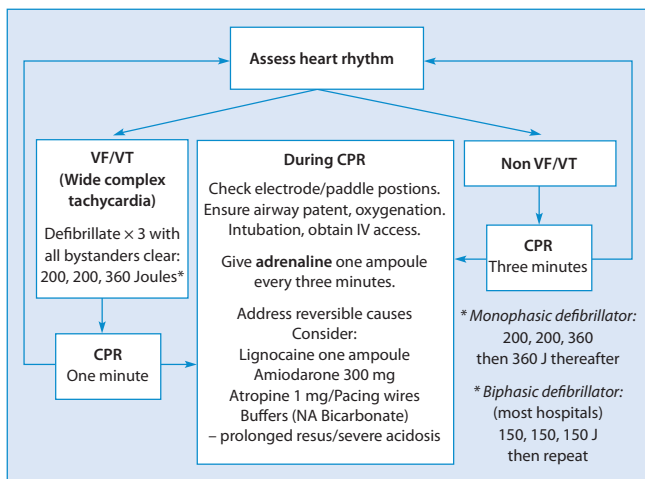 Assess heart rhythm
VF/VT
(Wide complex
tachycardia)
Defibrillate × 3 with
all bystanders clear:
200, 200, 360 Joules*
CPR
One minute
During CPR
Check electrode/paddle postions.
Ensure airway patent, oxygenation.
Intubation, obtain IV access.
Give adrenaline one ampoule
every three minutes.
Address reversible causes
Consider:
Lignocaine one ampoule
Amiodarone 300 mg
Atropine 1 mg/Pacing wires
Buffers (NA Bicarbonate)
– prolonged resus/severe acidosis
Non VF/VT
CPR
Three minutes
* Monophasic defibrillator:
200, 200, 360
then 360 J thereafter
* Biphasic defibrillator:
(most hospitals)
150, 150, 150 J
then repeat